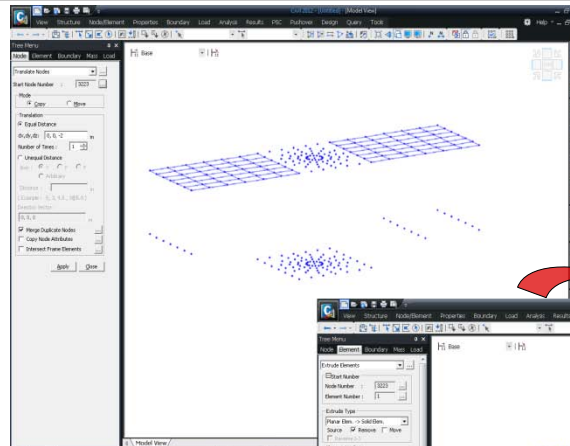 Civil 2012 - [Untitled] - [Model View]
View Structure Node/Element Properties Boundary Load Analysis Results PSC Pushover Design Query Tools Help
Tree Menu
Node Element Boundary Mass Load
Base
Translate Nodes
Start Node Number : 3223
Mode
Copy Move
Translation
Equal Distance
dx,dy,dz: 0, 0, -2 m
Number of Times : 1
Unequal Distance
Arbitrary
Distance :
Direction Vector
0, 0, 0
Merge Duplicate Nodes
Copy Node Attributes
Intersect Frame Elements
Apply Close
Model View
View Structure Node/Element Properties Boundary Load Analysis Results
Tree Menu
Node Element Boundary Mass Load
Base
Extrude Elements
Start Number
Node Number : 3223
Element Number : 1
Extrude Type
Planar Elem. -> Solid Elem.
Source Remove Move